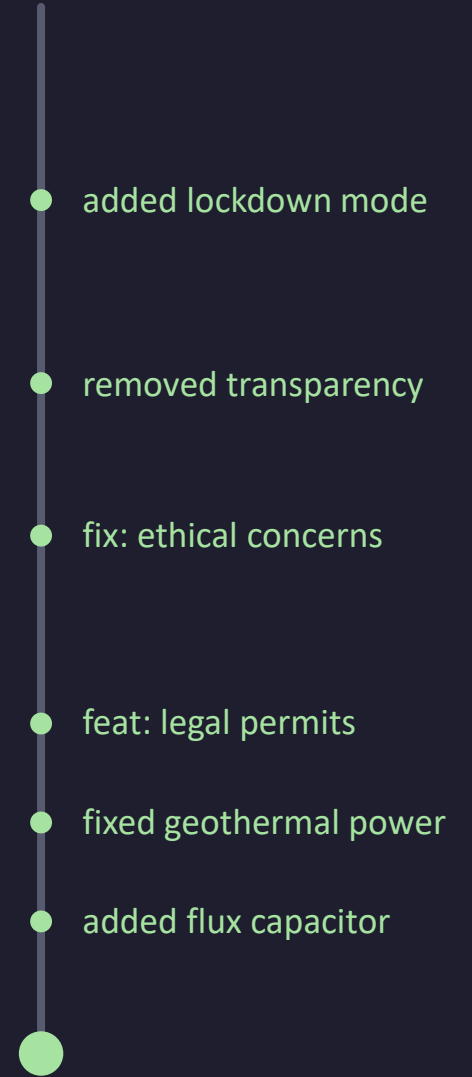 added lockdown mode
removed transparency
fix: ethical concerns
feat: legal permits
fixed geothermal power
added flux capacitor